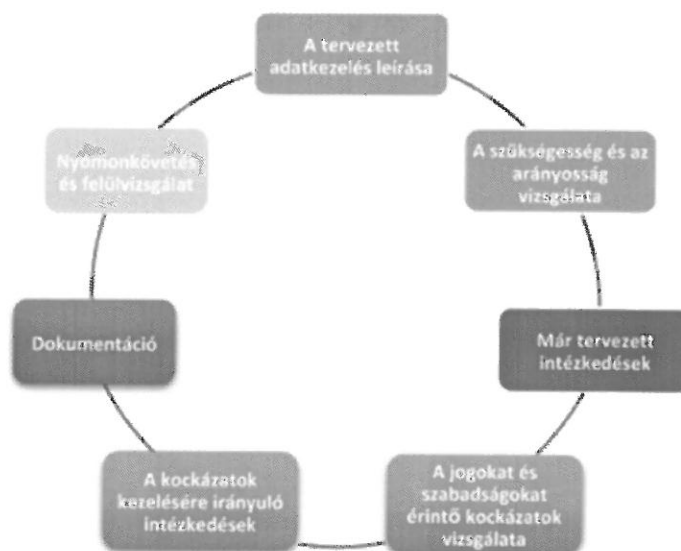 A tervezett
adatkezelés leírása
A szükségesség és az
arányosság
vizsgálata
Már tervezett
intézkedések
A jogokat és
szabadságokat
érintő kockázatok
vizsgálata
A kockázatok
kezelésére irányuló
intézkedések
Dokumentáció
Nyomonkövetés
és felülvizsgálat